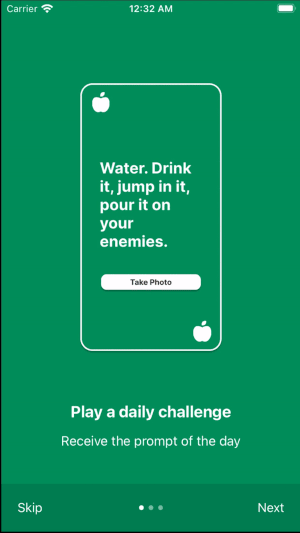 Carrier 12:32 AM
Water. Drink
it, jump in it,
pour it on
your
enemies.
Take Photo
Play a daily challenge
Receive the prompt of the day
Skip Next